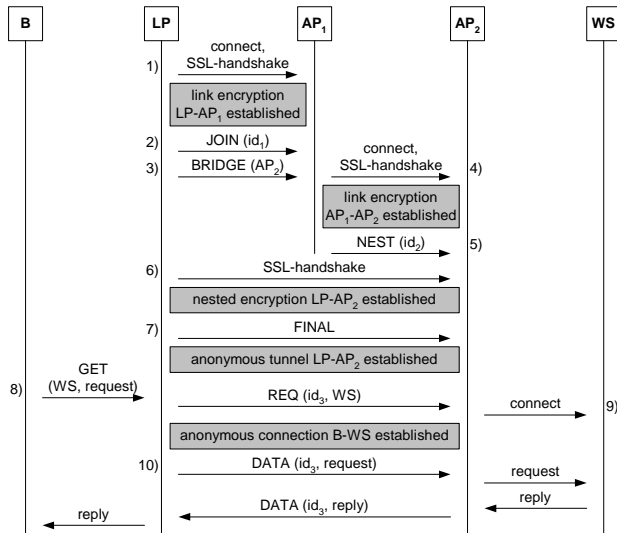 B
LP
AP₁
AP₂
WS
1)
connect,
SSL-handshake
link encryption
LP-AP₁ established
2)
JOIN (id₁)
3)
BRIDGE (AP₂)
connect,
SSL-handshake
4)
link encryption
AP₁-AP₂ established
NEST (id₂)
5)
6)
SSL-handshake
nested encryption LP-AP₂ established
7)
FINAL
anonymous tunnel LP-AP₂ established
8)
GET
(WS, request)
REQ (id₃, WS)
connect
9)
anonymous connection B-WS established
10)
DATA (id₃, request)
request
reply
DATA (id₃, reply)
reply